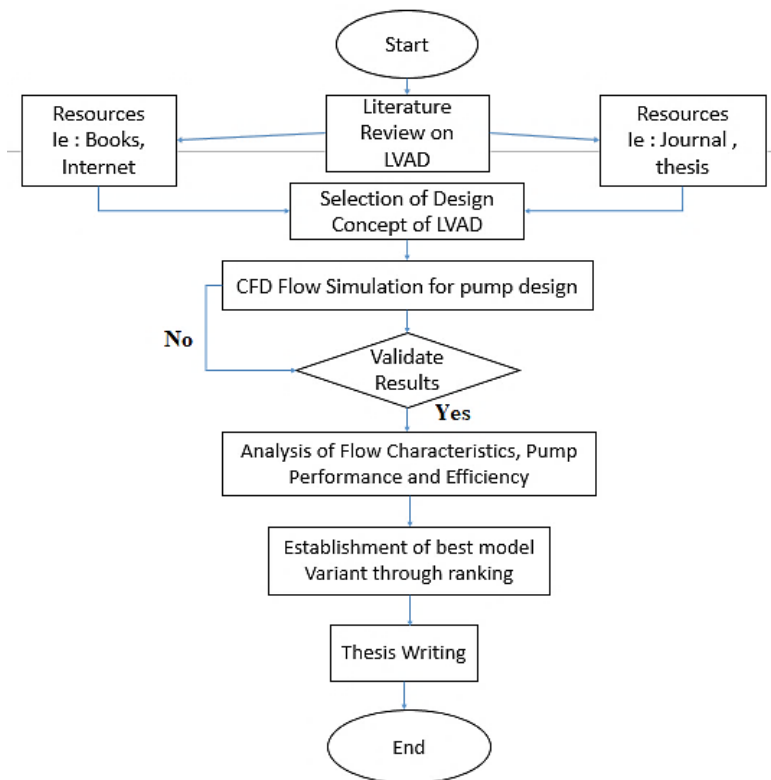 Start
Literature
Review on
LVAD
Resources
Ie : Books,
Internet
Resources
Ie : Journal ,
thesis
Selection of Design
Concept of LVAD
CFD Flow Simulation for pump design
No
Validate
Results
Yes
Analysis of Flow Characteristics, Pump
Performance and Efficiency
Establishment of best model
Variant through ranking
Thesis Writing
End